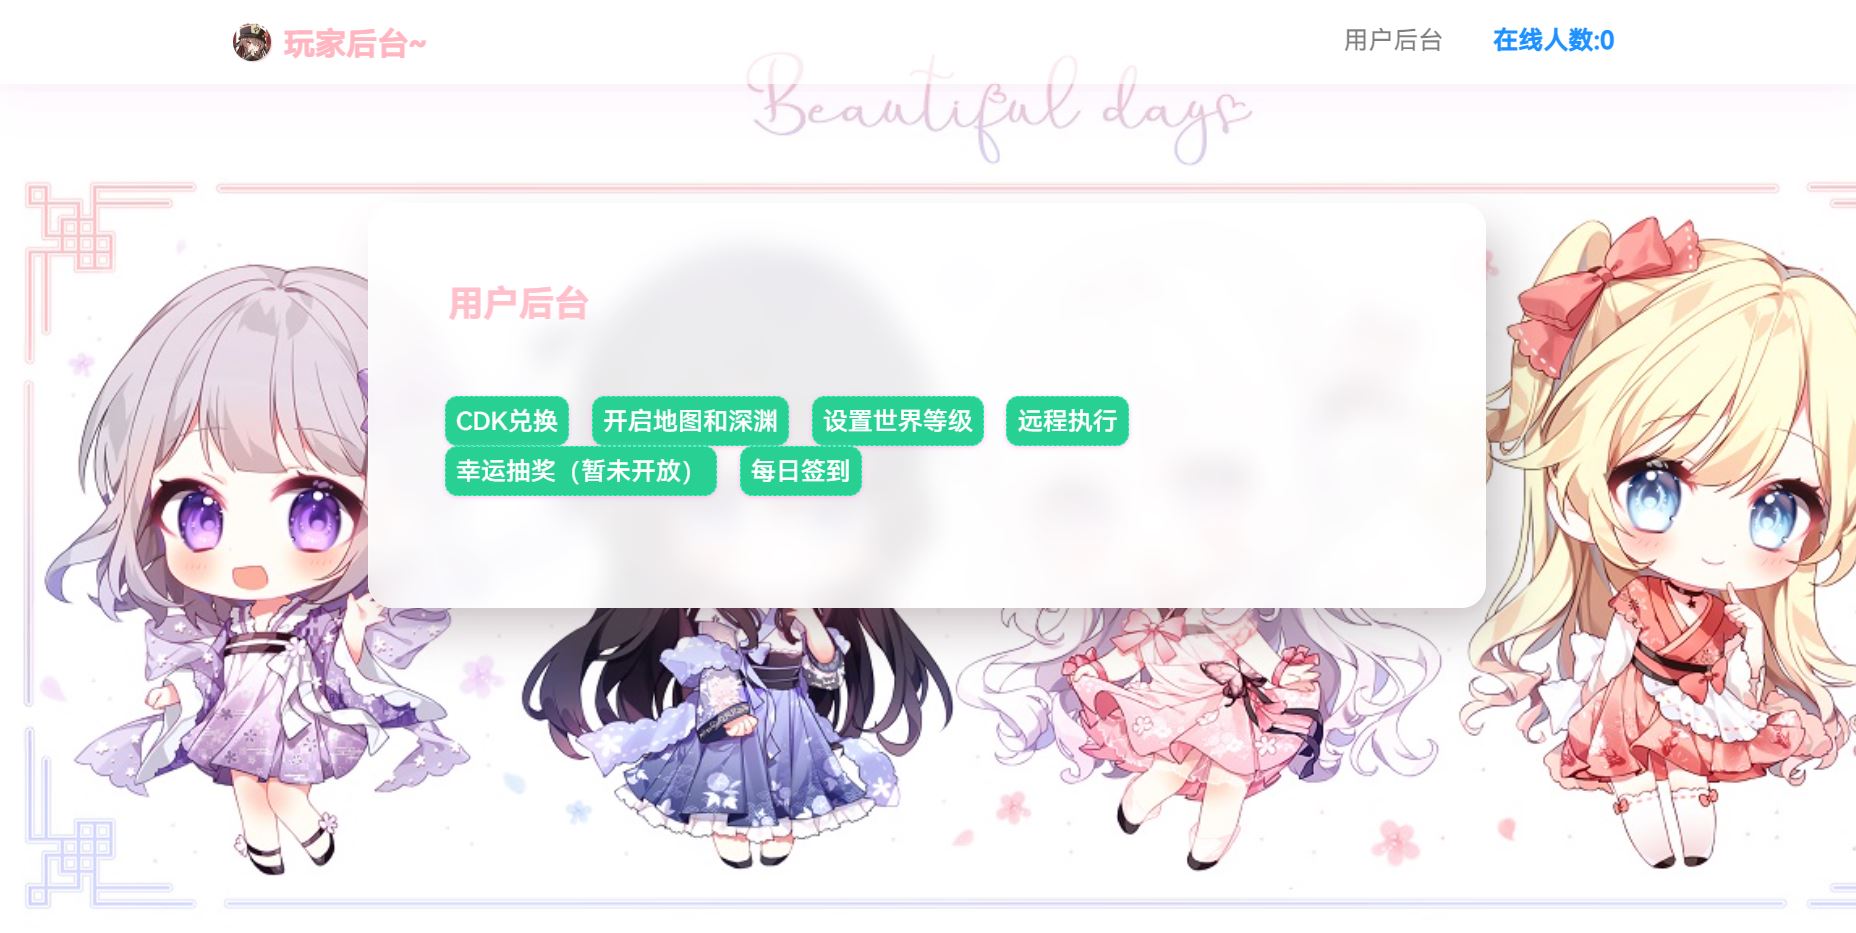 玩家后台~
用户后台 在线人数:0
Beautiful days
用户后台
CDK兑换 开启地图和深渊 设置世界等级 远程执行
幸运抽奖（暂未开放） 每日签到